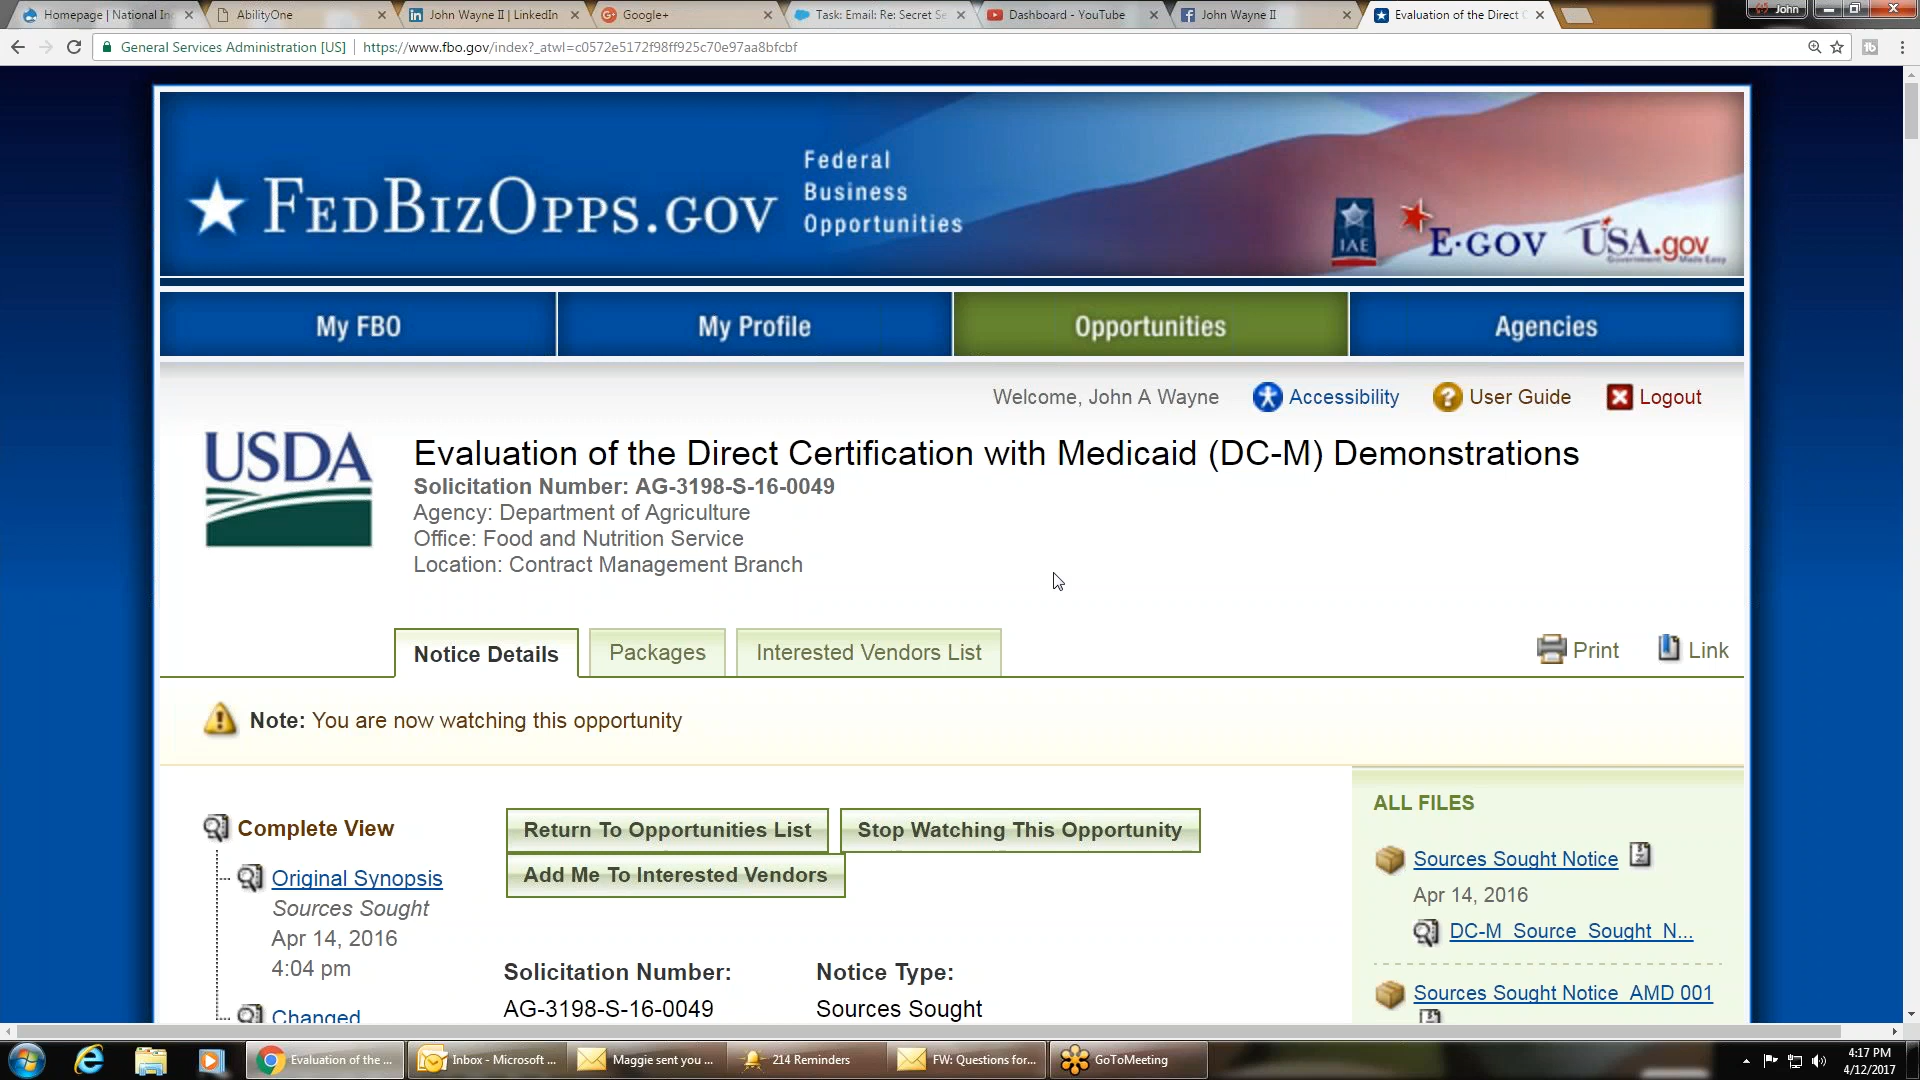 Homepage | National In
AbilityOne
John Wayne II | LinkedIn
Google+
Task: Email: Re: Secret Se
Dashboard - YouTube
John Wayne II
Evaluation of the Direct C
John
General Services Administration [US]
https://www.fbo.gov/index?_atwl=c0572e5172f98ff925c70e97aa8bfcbf
FedBizOpps.gov
Federal
Business
Opportunities
IAE
E-GOV
USA.gov
Government Made Easy
My FBO
My Profile
Opportunities
Agencies
Welcome, John A Wayne
Accessibility
User Guide
Logout
USDA
Evaluation of the Direct Certification with Medicaid (DC-M) Demonstrations
Solicitation Number: AG-3198-S-16-0049
Agency: Department of Agriculture
Office: Food and Nutrition Service
Location: Contract Management Branch
Notice Details
Packages
Interested Vendors List
Print
Link
Note: You are now watching this opportunity
Complete View
Original Synopsis
Sources Sought
Apr 14, 2016
4:04 pm
Changed
Return To Opportunities List
Stop Watching This Opportunity
Add Me To Interested Vendors
Solicitation Number:
AG-3198-S-16-0049
Notice Type:
Sources Sought
ALL FILES
Sources Sought Notice
Apr 14, 2016
DC-M_Source_Sought_N...
Sources Sought Notice_AMD 001
Evaluation of the ...
Inbox - Microsoft ...
Maggie sent you ...
214 Reminders
FW: Questions for...
GoToMeeting
4:17 PM
4/12/2017